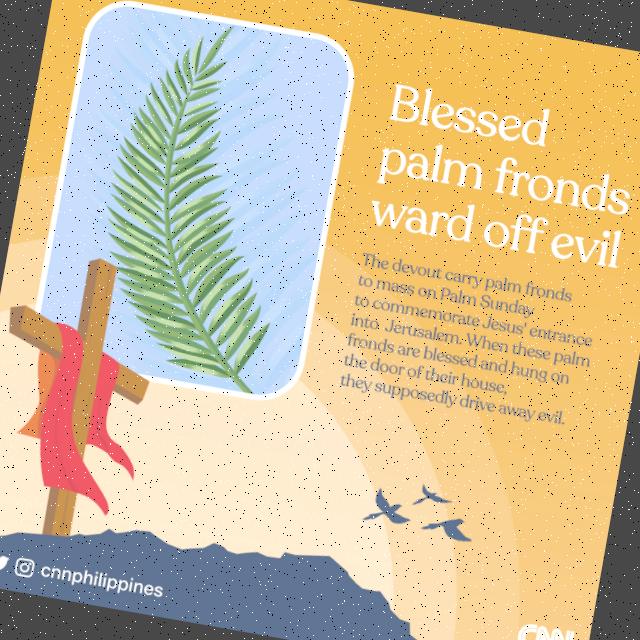 Blessed
palm fronds
ward off evil
The devout carry palm fronds
to mass on Palm Sunday
to commemorate Jesus' entrance
into Jerusalem. When these palm
fronds are blessed and hung on
the door of their house,
they supposedly drive away evil.
cnnphilippines
CNN